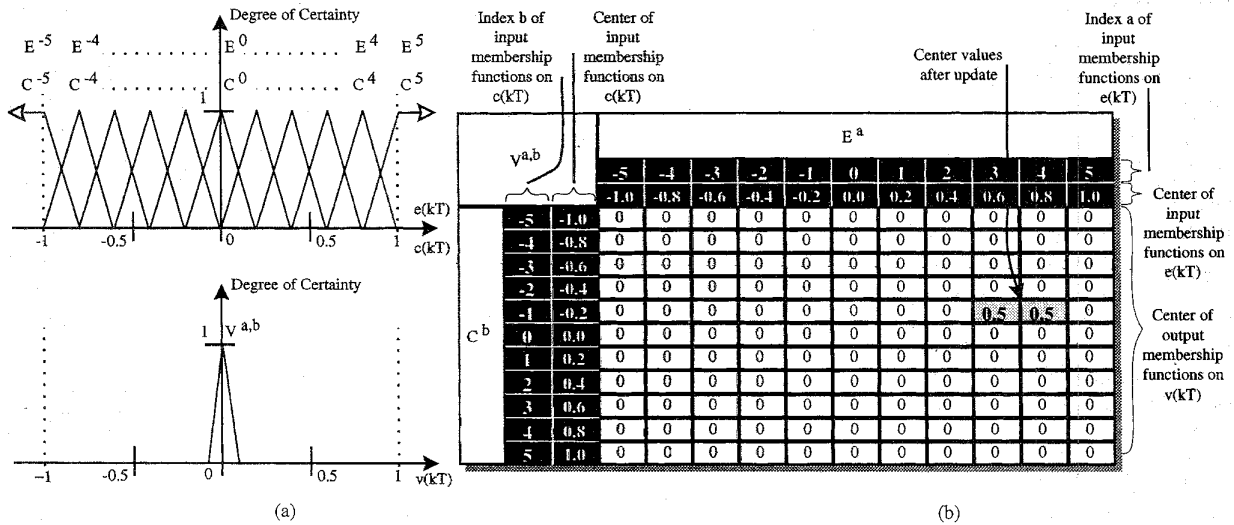 Degree of Certainty
E-5 E-4 . . . . . . . . . . . . E0 . . . . . . . . . . . . E4 E5
C-5 C-4 . . . . . . . . . . . . C0 . . . . . . . . . . . . C4 C5
1
e(kT)
-1 -0.5 0 0.5 1 c(kT)
Degree of Certainty
1 Va,b
-1 -0.5 0 0.5 1 v(kT)
(a)
Index b of
input
membership
functions on
c(kT)
Center of
input
membership
functions on
c(kT)
Center values
after update
Index a of
input
membership
functions on
e(kT)
Va,b
Ea
-5 -4 -3 -2 -1 0 1 2 3 4 5
-1.0 -0.8 -0.6 -0.4 -0.2 0.0 0.2 0.4 0.6 0.8 1.0
Cb
-5 -1.0 0 0 0 0 0 0 0 0 0 0 0
-4 -0.8 0 0 0 0 0 0 0 0 0 0 0
-3 -0.6 0 0 0 0 0 0 0 0 0 0 0
-2 -0.4 0 0 0 0 0 0 0 0 0 0 0
-1 -0.2 0 0 0 0 0 0 0 0 0.5 0.5 0
0 0.0 0 0 0 0 0 0 0 0 0 0 0
1 0.2 0 0 0 0 0 0 0 0 0 0 0
2 0.4 0 0 0 0 0 0 0 0 0 0 0
3 0.6 0 0 0 0 0 0 0 0 0 0 0
4 0.8 0 0 0 0 0 0 0 0 0 0 0
5 1.0 0 0 0 0 0 0 0 0 0 0 0
Center of
input
membership
functions on
e(kT)
Center of
output
membership
functions on
v(kT)
(b)